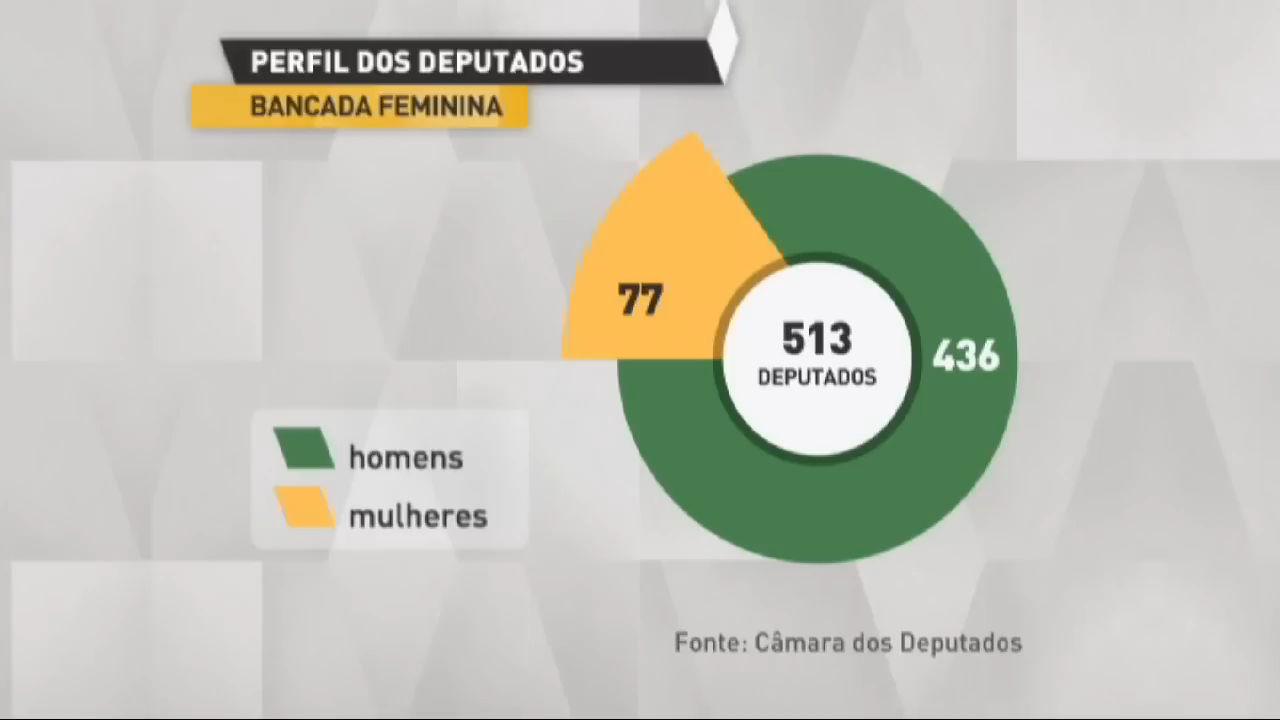 PERFIL DOS DEPUTADOS
BANCADA FEMININA
77
513
DEPUTADOS
436
homens
mulheres
Fonte: Câmara dos Deputados